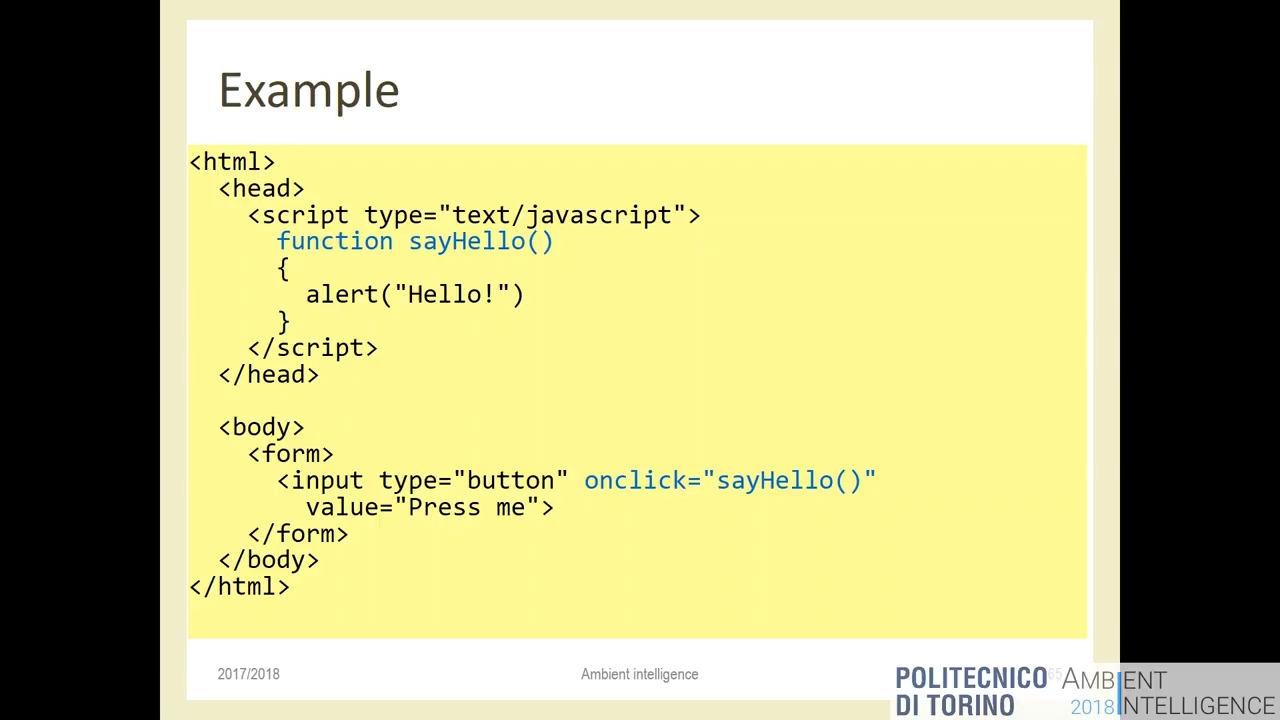 Example
<html>
<head>
<script type="text/javascript">
function sayHello()
{
alert("Hello!")
}
</script>
</head>
<body>
<form>
<input type="button" onclick="sayHello()"
value="Press me">
</form>
</body>
</html>
2017/2018
Ambient intelligence
65
POLITECNICO
DI TORINO
AMBIENT
2018 INTELLIGENCE